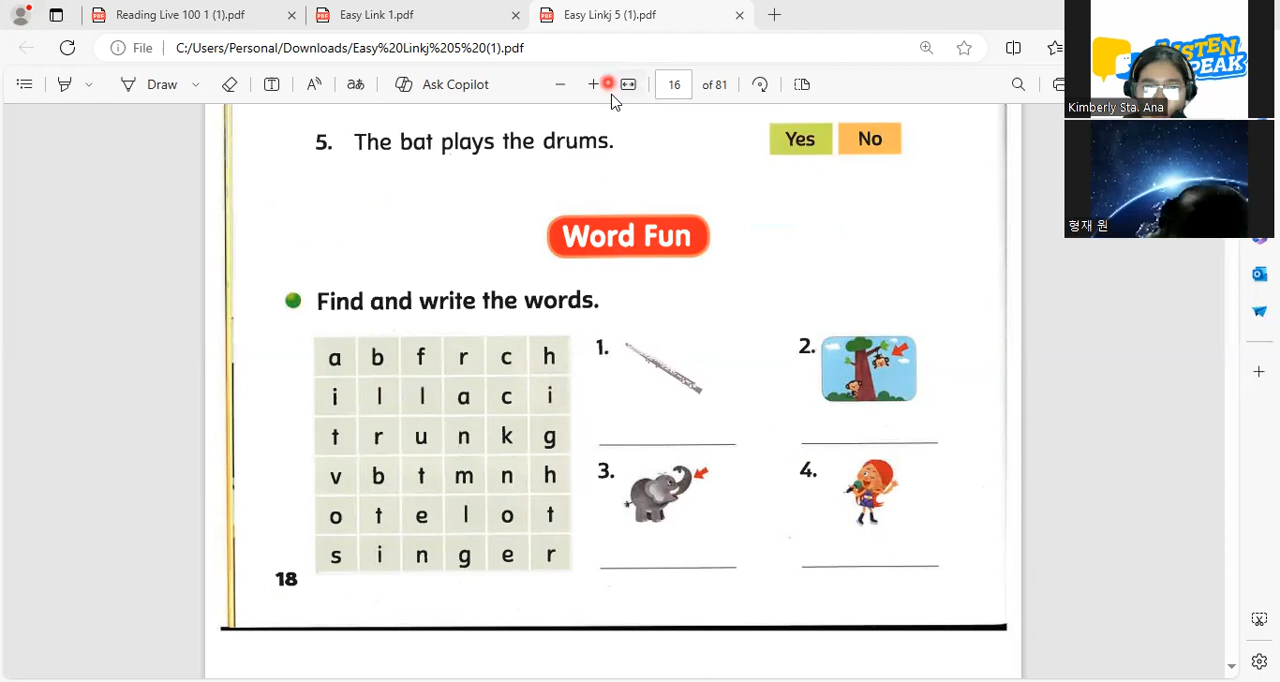 Reading Live 100 1 (1).pdf
Easy Link 1.pdf
Easy Linkj 5 (1).pdf
File
C:/Users/Personal/Downloads/Easy%20Linkj%205%20(1).pdf
Draw
aあ
Ask Copilot
16 of 81
LISTEN
SPEAK
Kimberly Sta. Ana
형재 원
5. The bat plays the drums.
Yes No
Word Fun
Find and write the words.
a b f r c h
i l l a c i
t r u n k g
v b t m n h
o t e l o t
s i n g e r
1. 2.
3. 4.
18